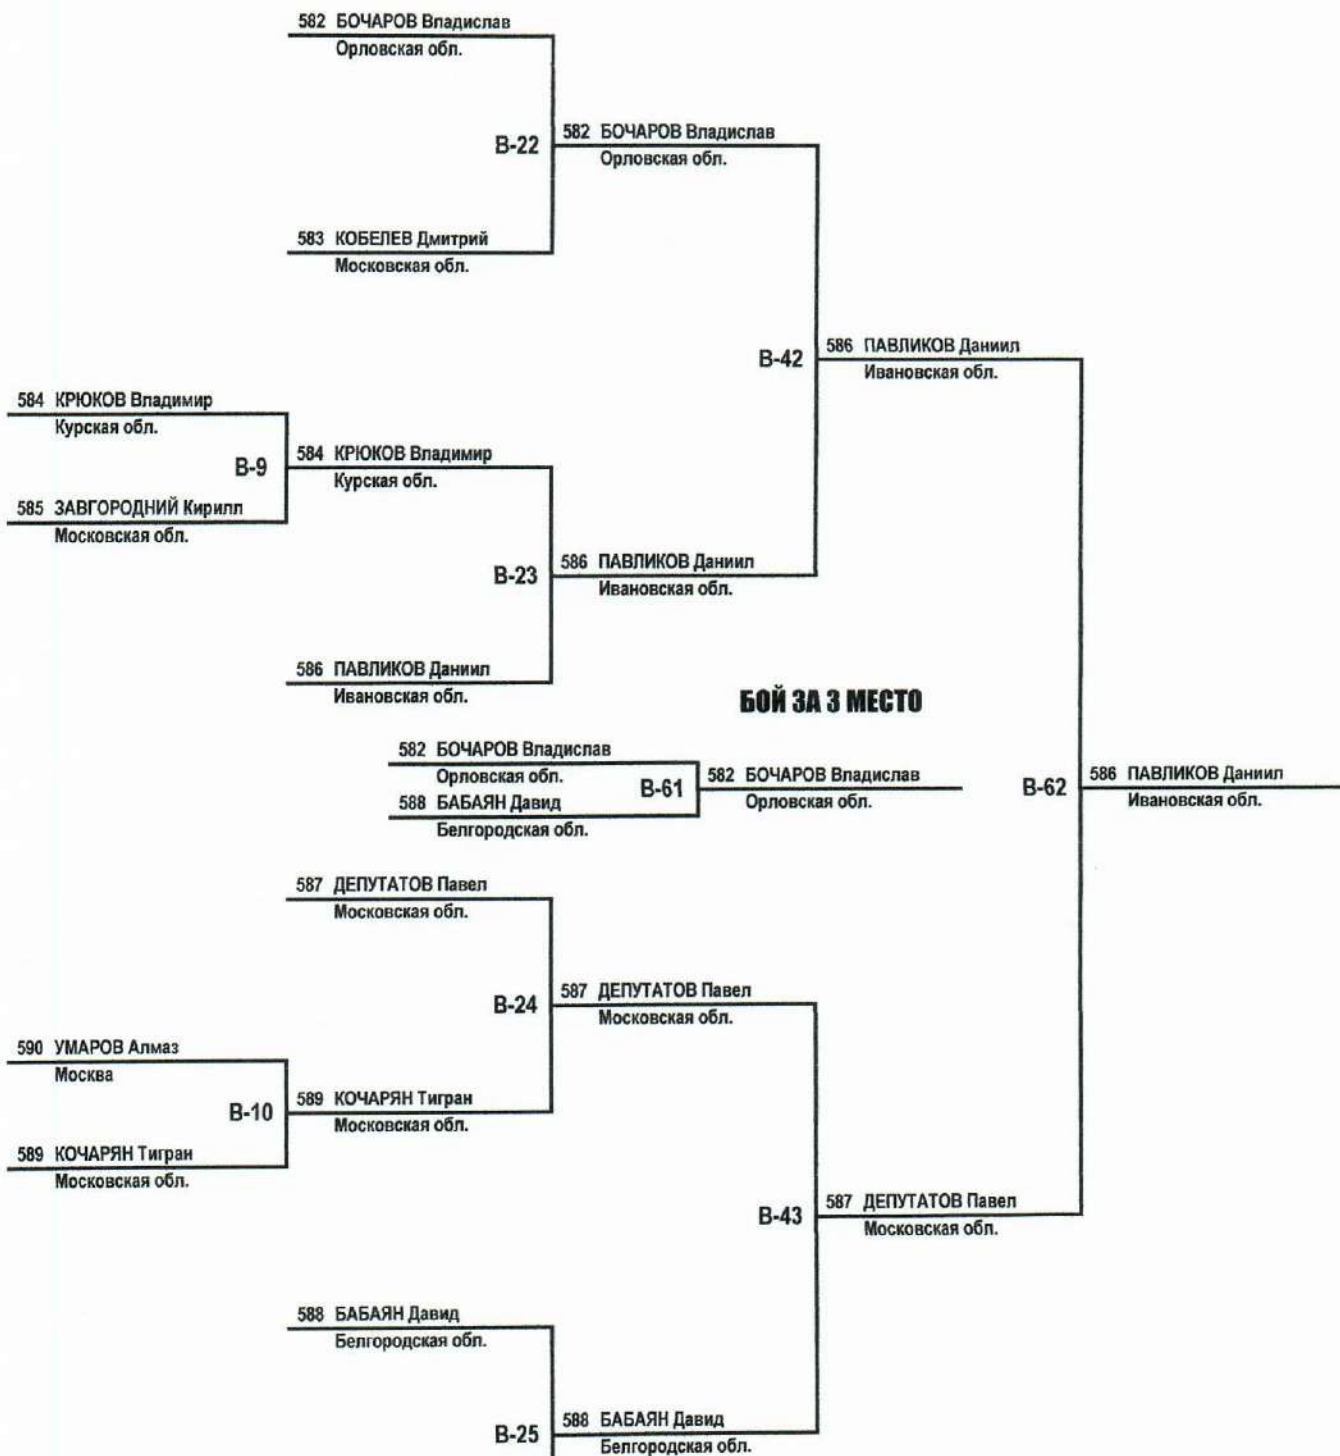 582 БОЧАРОВ Владислав
Орловская обл.
В-22
582 БОЧАРОВ Владислав
Орловская обл.
583 КОБЕЛЕВ Дмитрий
Московская обл.
В-42
586 ПАВЛИКОВ Даниил
Ивановская обл.
584 КРЮКОВ Владимир
Курская обл.
В-9
584 КРЮКОВ Владимир
Курская обл.
585 ЗАВГОРОДНИЙ Кирилл
Московская обл.
В-23
586 ПАВЛИКОВ Даниил
Ивановская обл.
586 ПАВЛИКОВ Даниил
Ивановская обл.
БОЙ ЗА 3 МЕСТО
582 БОЧАРОВ Владислав
Орловская обл.
В-61
582 БОЧАРОВ Владислав
Орловская обл.
588 БАБАЯН Давид
Белгородская обл.
В-62
586 ПАВЛИКОВ Даниил
Ивановская обл.
587 ДЕПУТАТОВ Павел
Московская обл.
В-24
587 ДЕПУТАТОВ Павел
Московская обл.
590 УМАРОВ Алмаз
Москва
В-10
589 КОЧАРЯН Тигран
Московская обл.
589 КОЧАРЯН Тигран
Московская обл.
В-43
587 ДЕПУТАТОВ Павел
Московская обл.
588 БАБАЯН Давид
Белгородская обл.
В-25
588 БАБАЯН Давид
Белгородская обл.